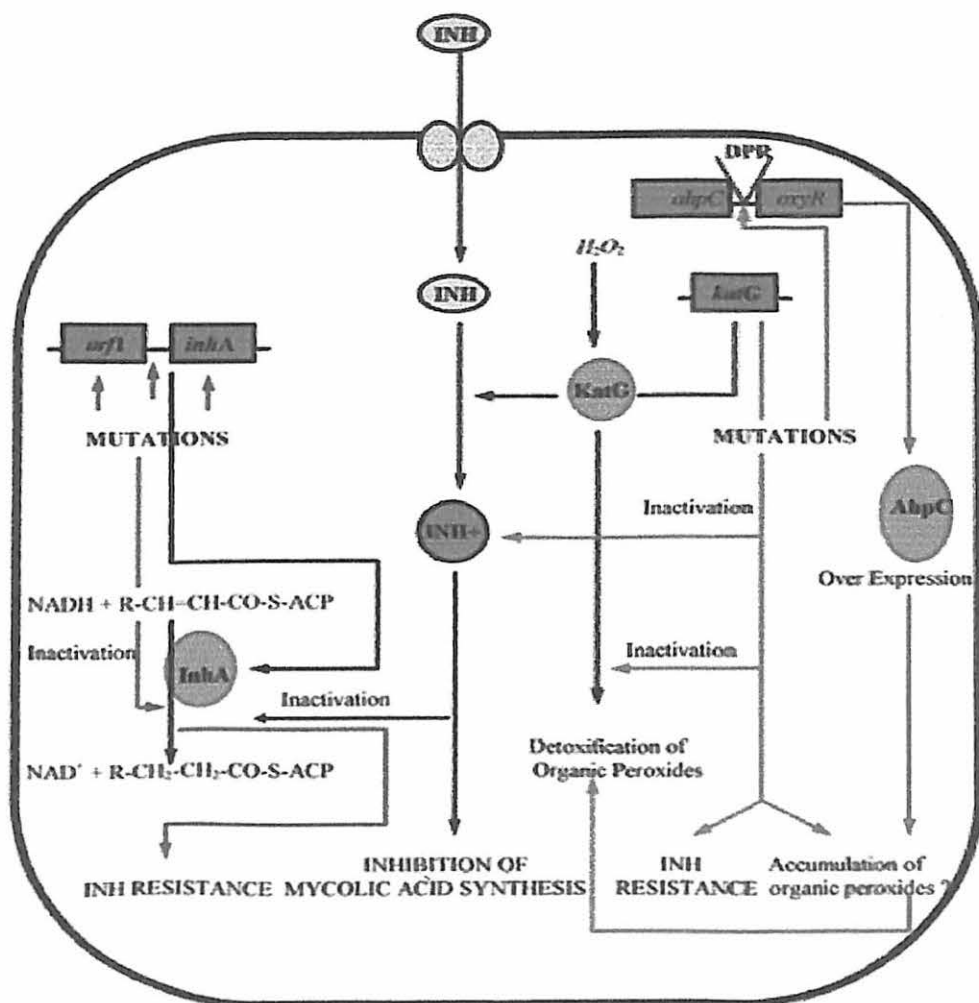 INH
DPR
ahpC
oxyR
H₂O₂
INH
katG
orf1
inhA
KatG
MUTATIONS
MUTATIONS
INH+
Inactivation
AhpC
Over Expression
NADH + R-CH=CH-CO-S-ACP
Inactivation
InhA
Inactivation
Inactivation
NAD⁺ + R-CH₂-CH₂-CO-S-ACP
Detoxification of
Organic Peroxides
INH RESISTANCE
INHIBITION OF
MYCOLIC ACID SYNTHESIS
INH
RESISTANCE
Accumulation of
organic peroxides ?